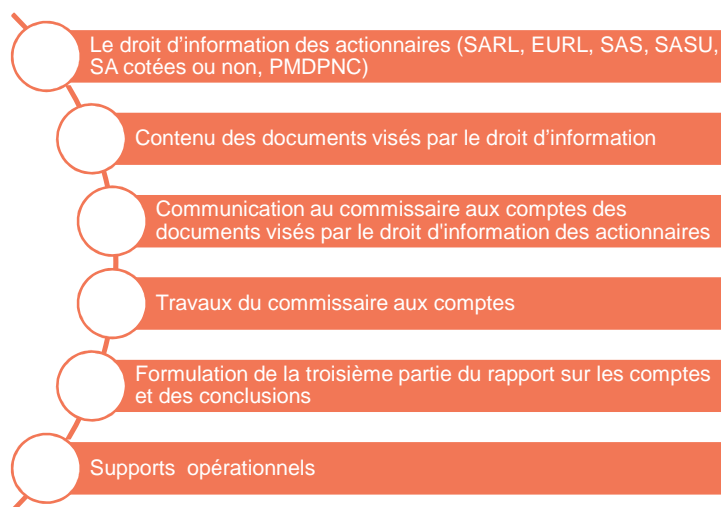 Le droit d'information des actionnaires (SARL, EURL, SAS, SASU,
SA cotées ou non, PMDPNC)
Contenu des documents visés par le droit d'information
Communication au commissaire aux comptes des
documents visés par le droit d'information des actionnaires
Travaux du commissaire aux comptes
Formulation de la troisième partie du rapport sur les comptes
et des conclusions
Supports opérationnels